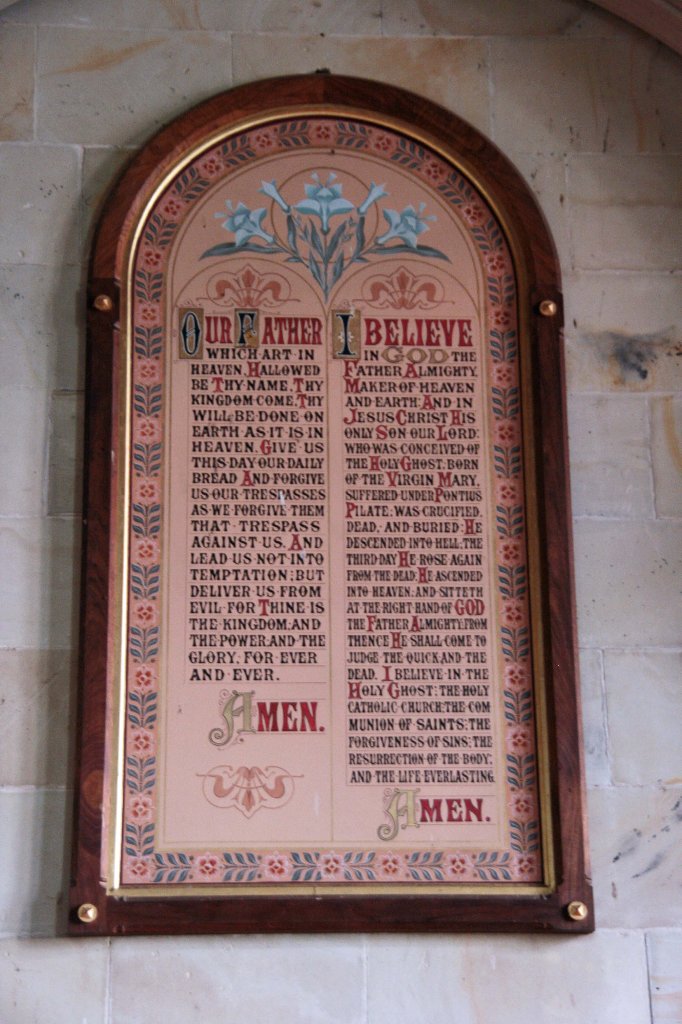 OUR FATHER
WHICH·ART·IN
HEAVEN, HALLOWED
BE·THY·NAME, THY
KINGDOM·COME, THY
WILL·BE·DONE·ON
EARTH·AS·IT·IS·IN
HEAVEN. GIVE·US
THIS·DAY·OUR·DAILY
BREAD·AND·FORGIVE
US·OUR·TRESPASSES
AS·WE·FORGIVE·THEM
THAT·TRESPASS
AGAINST·US. AND
LEAD·US·NOT·INTO
TEMPTATION; BUT
DELIVER·US·FROM
EVIL·FOR·THINE·IS
THE·KINGDOM, AND
THE·POWER, AND·THE
GLORY, FOR·EVER
AND·EVER.
AMEN.
I BELIEVE
IN GOD THE
FATHER·ALMIGHTY,
MAKER·OF·HEAVEN
AND·EARTH: AND·IN
JESUS·CHRIST·HIS
ONLY·SON·OUR·LORD:
WHO·WAS·CONCEIVED·OF
THE·HOLY·GHOST, BORN
OF·THE·VIRGIN·MARY,
SUFFERED·UNDER·PONTIUS
PILATE; WAS·CRUCIFIED,
DEAD, AND·BURIED: HE
DESCENDED·INTO·HELL; THE
THIRD·DAY·HE·ROSE·AGAIN
FROM·THE·DEAD; HE·ASCENDED
INTO·HEAVEN; AND·SITTETH
AT·THE·RIGHT·HAND·OF·GOD
THE·FATHER·ALMIGHTY; FROM
THENCE·HE·SHALL·COME·TO
JUDGE·THE·QUICK·AND·THE
DEAD. I·BELIEVE·IN·THE
HOLY·GHOST; THE·HOLY
CATHOLIC·CHURCH; THE·COM
MUNION·OF·SAINTS; THE
FORGIVENESS·OF·SINS; THE
RESURRECTION·OF·THE·BODY,
AND·THE·LIFE·EVERLASTING.
AMEN.